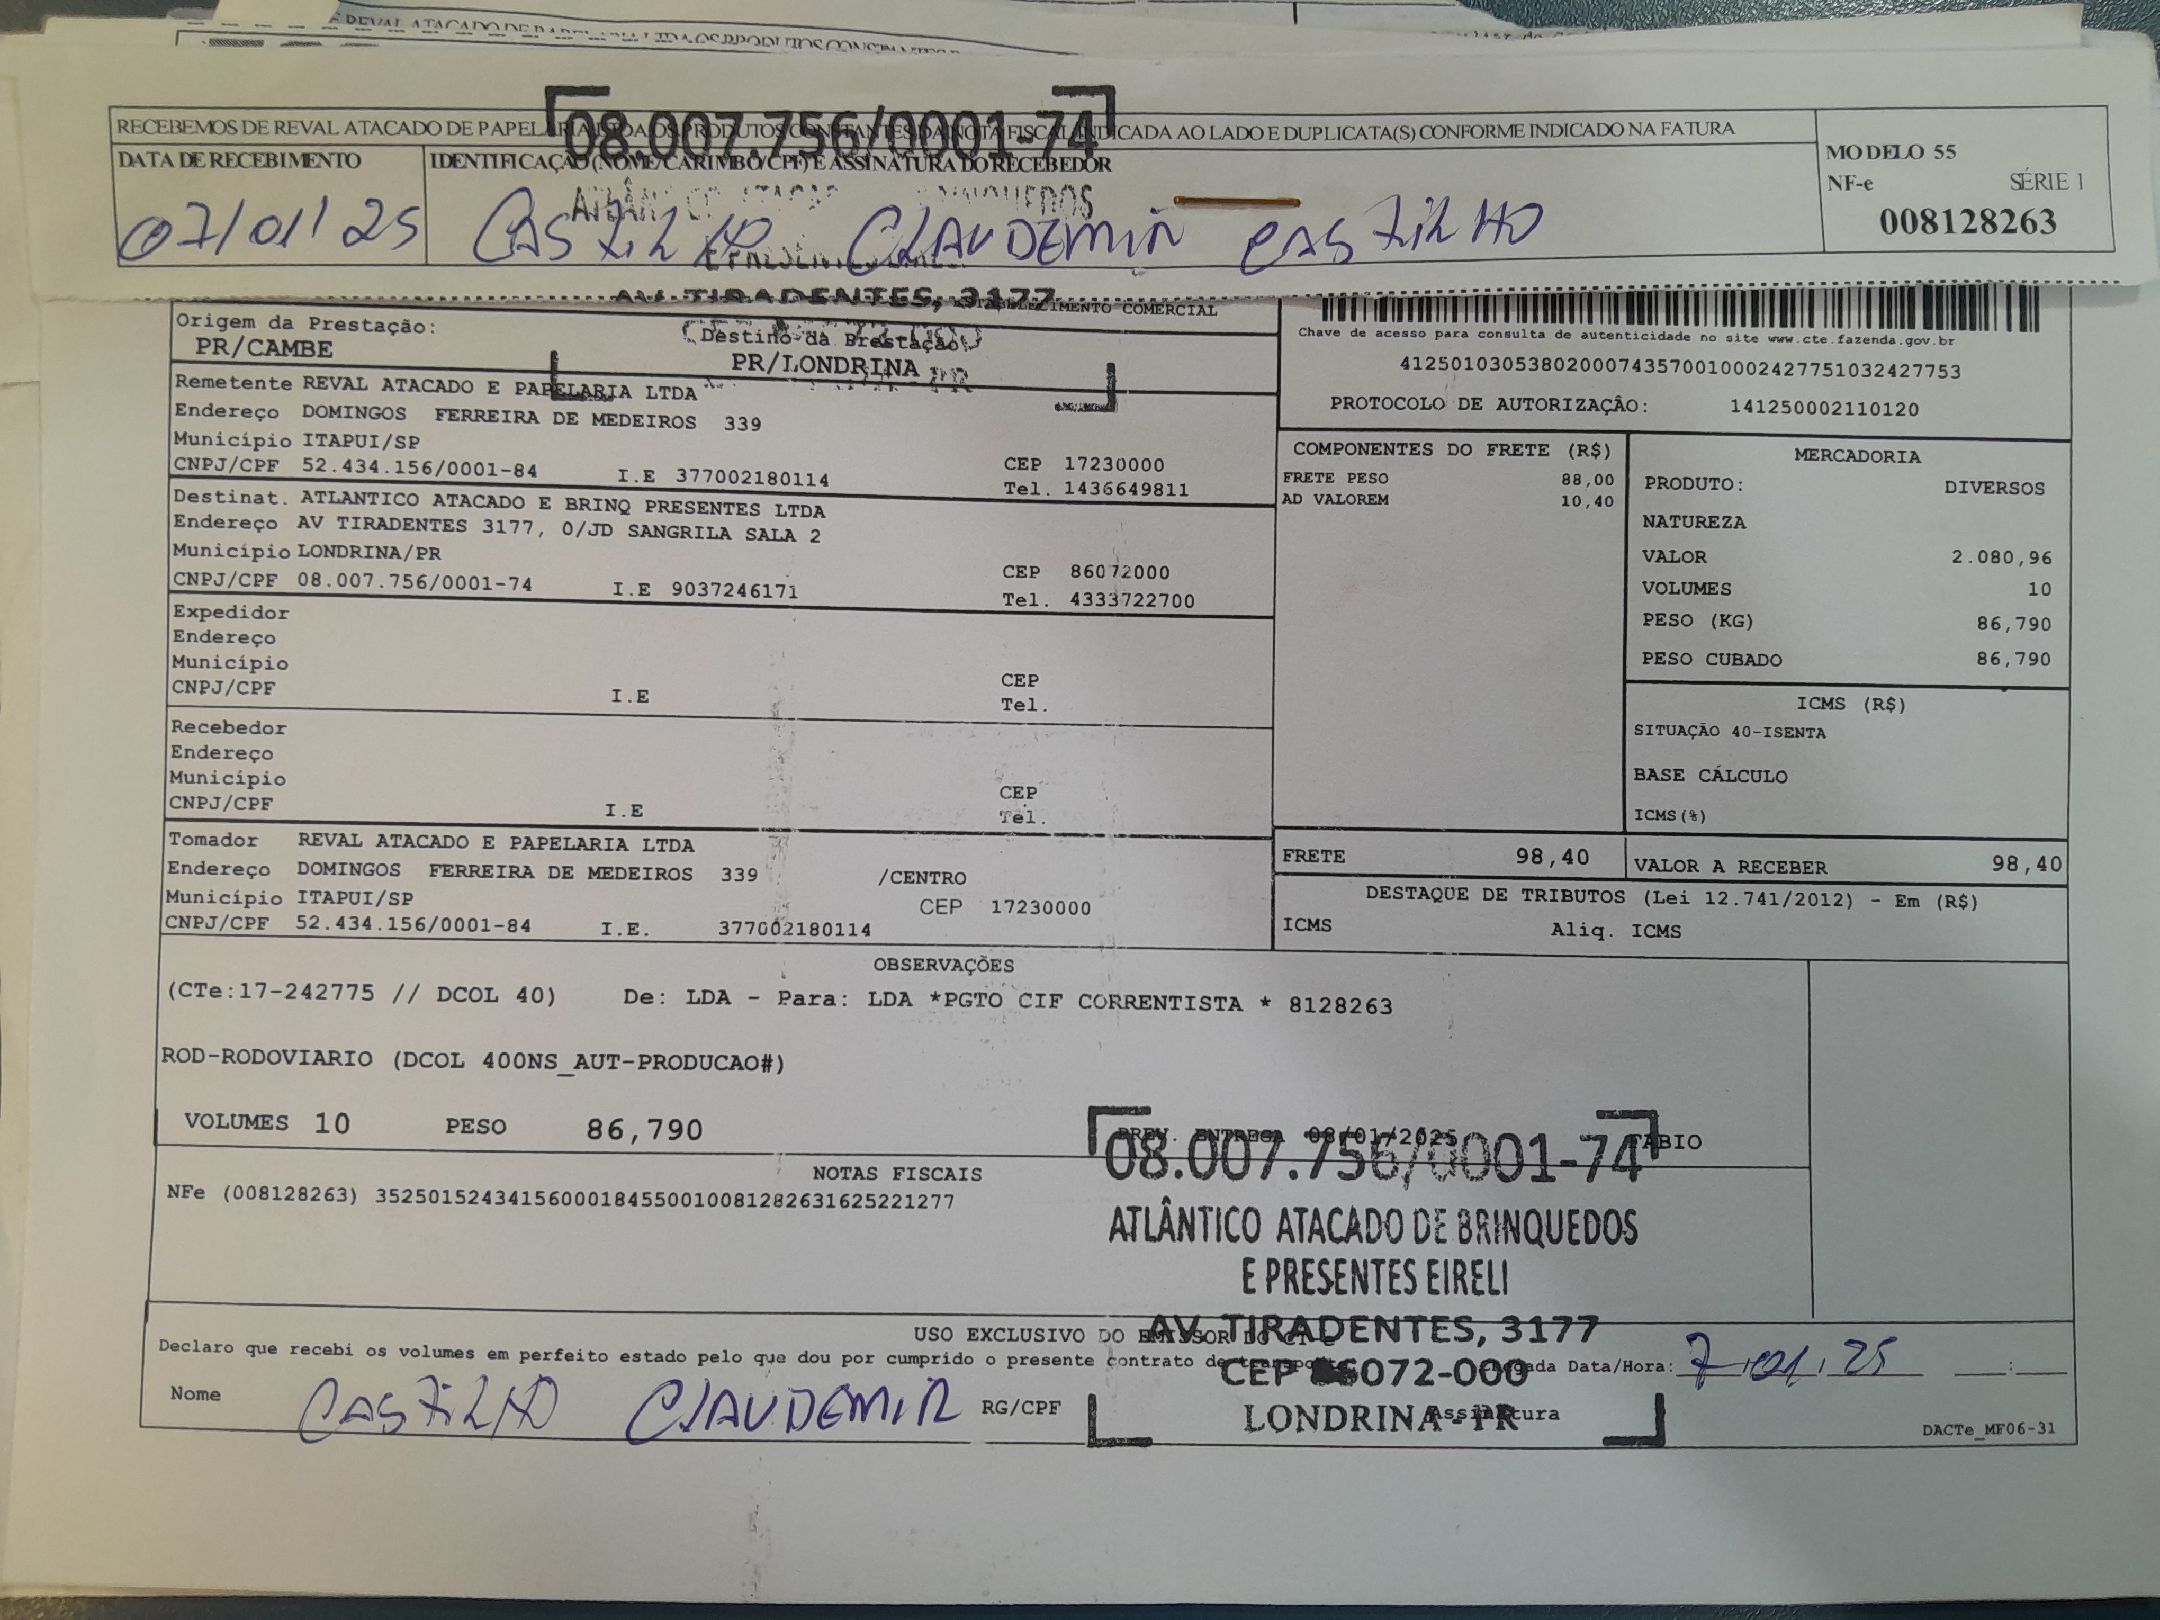 RECEBEMOS DE REVAL ATACADO DE PAPELARIA LTDA OS PRODUTOS CONSTANTES DA NOTA FISCAL INDICADA AO LADO E DUPLICATA(S) CONFORME INDICADO NA FATURA
08.007.756/0001-74
DATA DE RECEBIMENTO
IDENTIFICAÇÃO (NOME/CARIMBO/CPF) E ASSINATURA DO RECEBEDOR
MODELO 55
NF-e SÉRIE 1
008128263
07/01/25 CASTILHO CLAUDEMIR CASTILHO
AV. TIRADENTES, 3177
ESTABELECIMENTO COMERCIAL
Origem da Prestação:
PR/CAMBE
Destino da Prestação
PR/LONDRINA
Chave de acesso para consulta de autenticidade no site www.cte.fazenda.gov.br
41250103053802000743570010002427751032427753
PROTOCOLO DE AUTORIZAÇÃO: 141250002110120
Remetente REVAL ATACADO E PAPELARIA LTDA
Endereço DOMINGOS FERREIRA DE MEDEIROS 339
Município ITAPUI/SP
CEP 17230000
CNPJ/CPF 52.434.156/0001-84 I.E 377002180114
Tel. 1436649811
Destinat. ATLANTICO ATACADO E BRINQ PRESENTES LTDA
Endereço AV TIRADENTES 3177, 0/JD SANGRILA SALA 2
Município LONDRINA/PR
CEP 86072000
CNPJ/CPF 08.007.756/0001-74 I.E 9037246171
Tel. 4333722700
Expedidor
Endereço
Município
CEP
CNPJ/CPF I.E
Tel.
Recebedor
Endereço
Município
CEP
CNPJ/CPF I.E
Tel.
Tomador REVAL ATACADO E PAPELARIA LTDA
Endereço DOMINGOS FERREIRA DE MEDEIROS 339 /CENTRO
Município ITAPUI/SP
CEP 17230000
CNPJ/CPF 52.434.156/0001-84 I.E. 377002180114
COMPONENTES DO FRETE (R$)
FRETE PESO 88,00
AD VALOREM 10,40
MERCADORIA
PRODUTO: DIVERSOS
NATUREZA
VALOR 2.080,96
VOLUMES 10
PESO (KG) 86,790
PESO CUBADO 86,790
ICMS (R$)
SITUAÇÃO 40-ISENTA
BASE CÁLCULO
ICMS(%)
FRETE 98,40
VALOR A RECEBER 98,40
DESTAQUE DE TRIBUTOS (Lei 12.741/2012) - Em (R$)
ICMS Aliq. ICMS
OBSERVAÇÕES
(CTe:17-242775 // DCOL 40) De: LDA - Para: LDA *PGTO CIF CORRENTISTA * 8128263
ROD-RODOVIARIO (DCOL 400NS_AUT-PRODUCAO#)
VOLUMES 10 PESO 86,790
PREV. ENTREGA 08/01/2025 FABIO
NOTAS FISCAIS
NFe (008128263) 35250152434156000184550010081282631625221277
08.007.756/0001-74
ATLÂNTICO ATACADO DE BRINQUEDOS
E PRESENTES EIRELI
AV. TIRADENTES, 3177
CEP 86072-000
LONDRINA - PR
USO EXCLUSIVO DO EMISSOR DO CT-E
Declaro que recebi os volumes em perfeito estado pelo que dou por cumprido o presente contrato de transporte
Chegada Data/Hora: 7.01.25 :
Nome CASTILHO CLAUDEMIR RG/CPF
Assinatura
DACTe_MF06-31